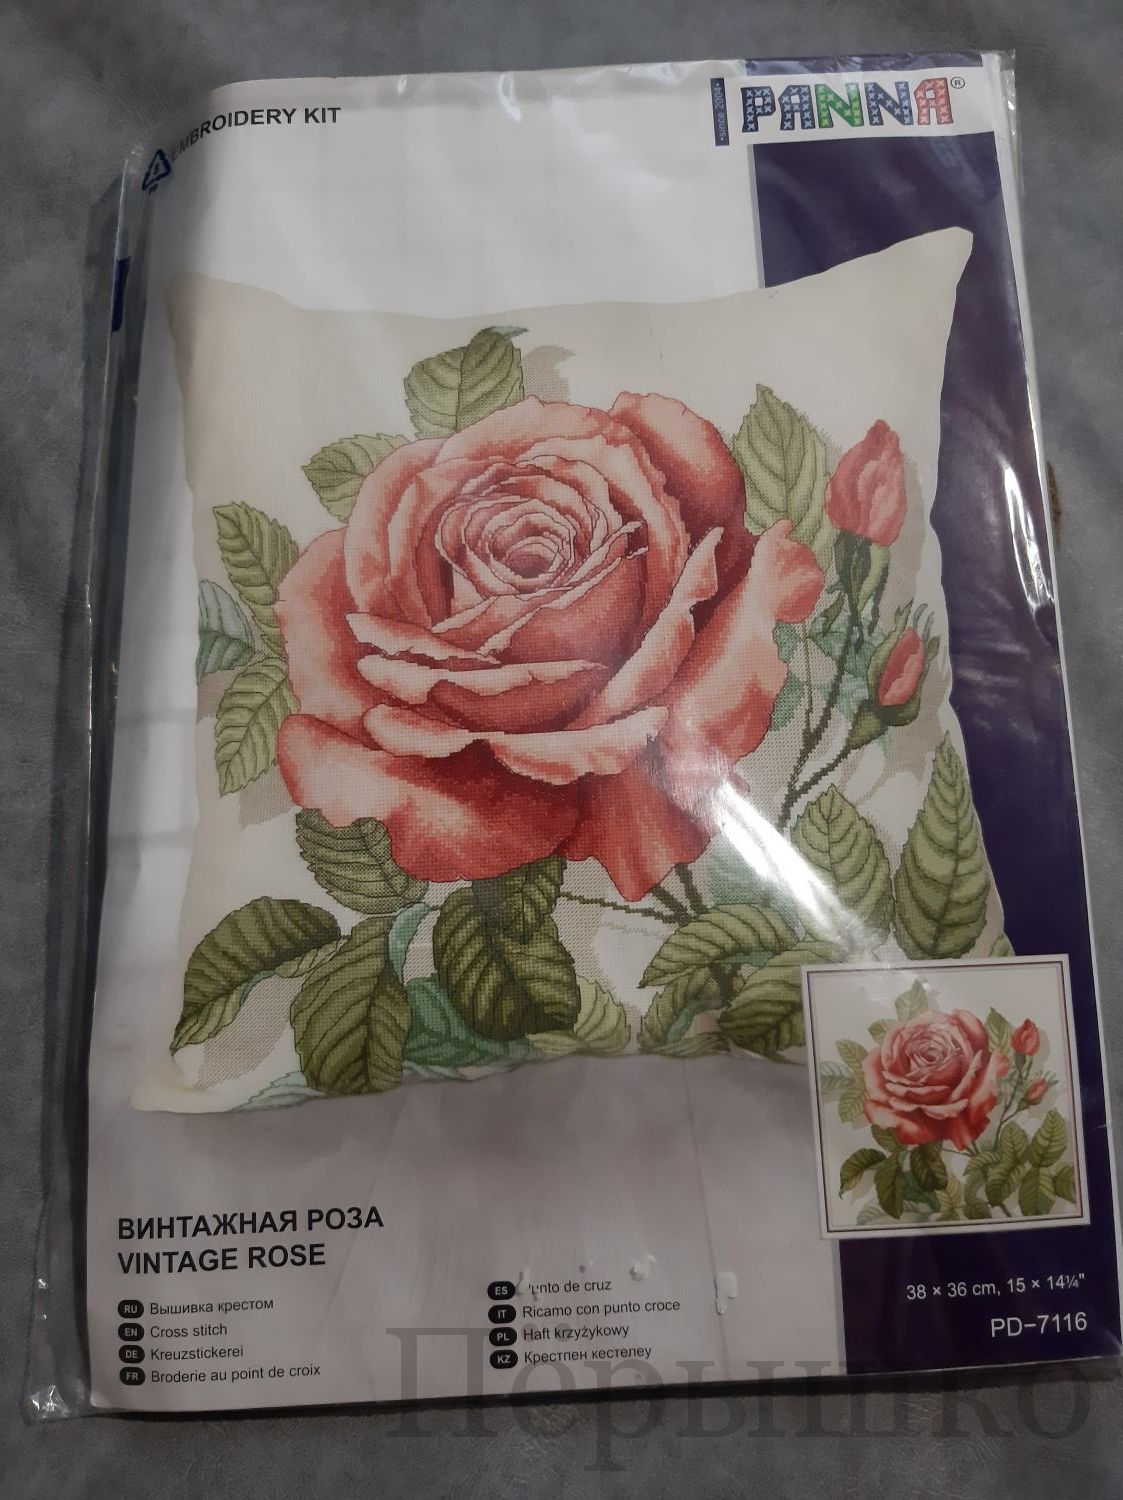 EMBROIDERY KIT
•since 2004•
PANNA®
5
PP
ВИНТАЖНАЯ РОЗА
VINTAGE ROSE
RU Вышивка крестом
EN Cross stitch
DE Kreuzstickerei
FR Broderie au point de croix
ES de cruz
IT Ricamo con punto croce
PL Haft krzyżykowy
KZ Крестпен кестелеу
38 × 36 cm, 15 × 14¼"
PD-7116
Пёрышко